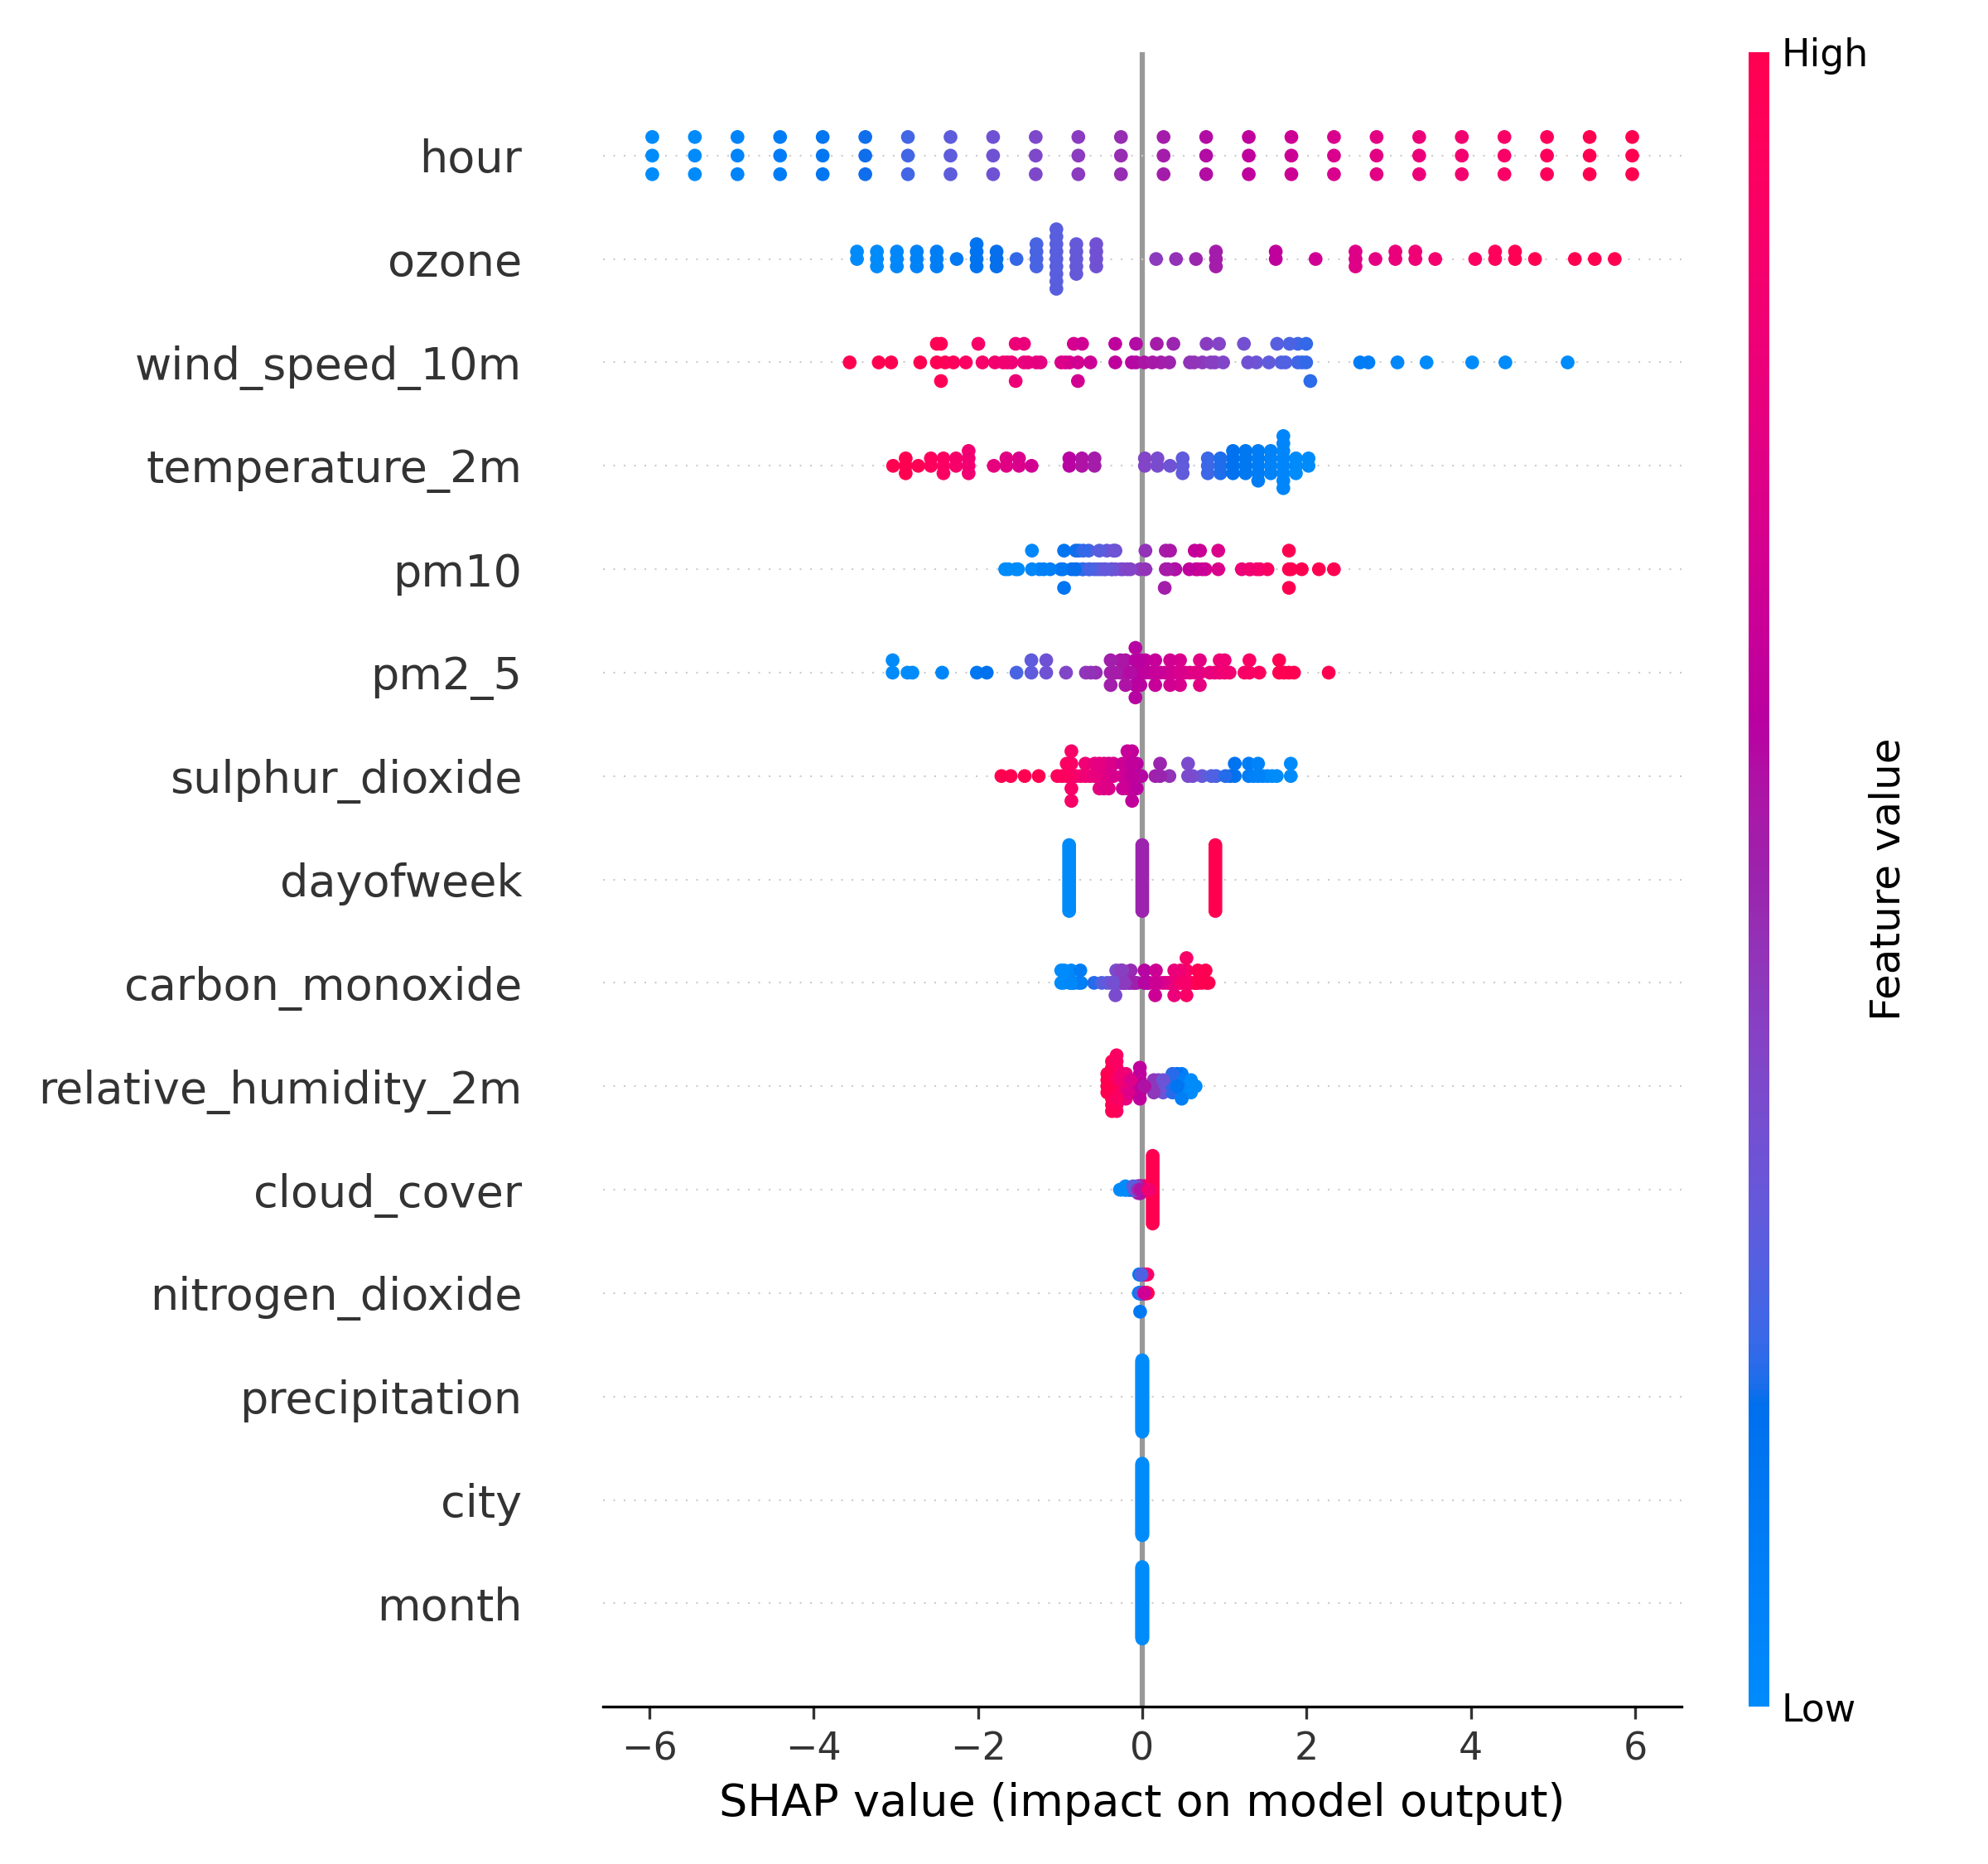 High
hour
ozone
wind_speed_10m
temperature_2m
pm10
pm2_5
sulphur_dioxide
dayofweek
carbon_monoxide
relative_humidity_2m
cloud_cover
nitrogen_dioxide
precipitation
city
month
Feature value
Low
−6 −4 −2 0 2 4 6
SHAP value (impact on model output)